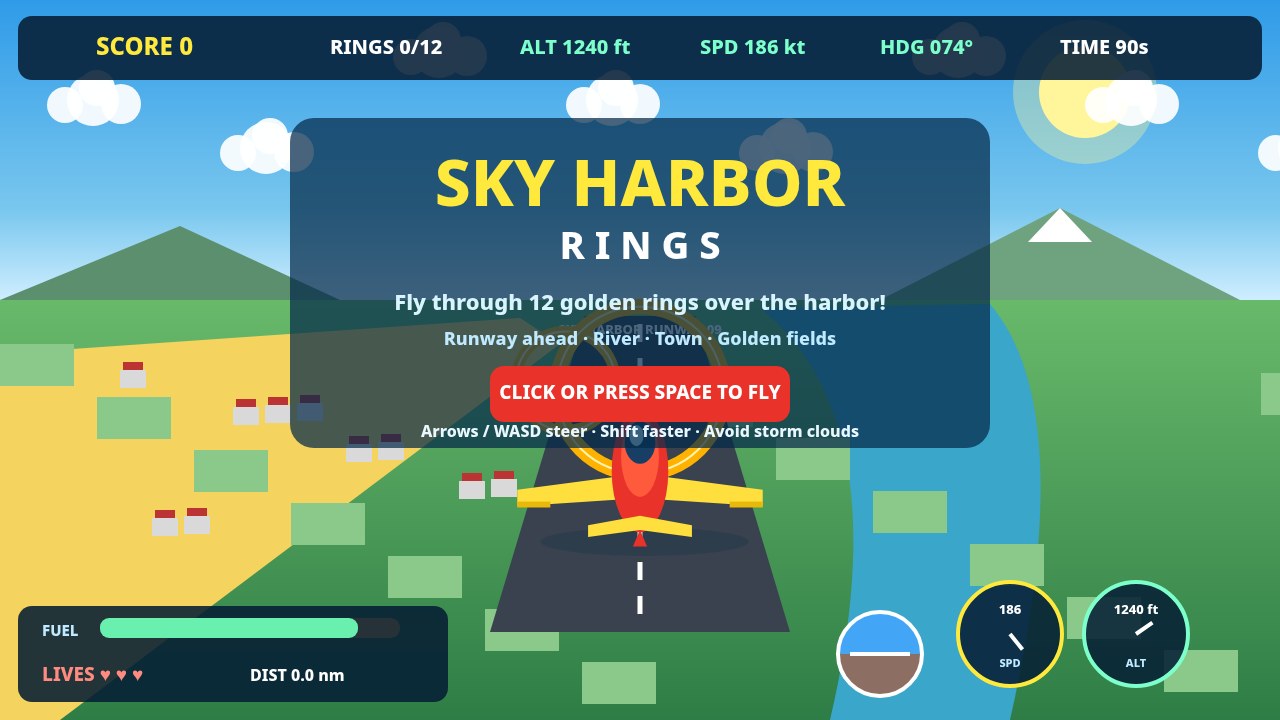 SCORE 0 RINGS 0/12 ALT 1240 ft SPD 186 kt HDG 074° TIME 90s
SKY HARBOR
RINGS
Fly through 12 golden rings over the harbor!
Runway ahead · River · Town · Golden fields
CLICK OR PRESS SPACE TO FLY
Arrows / WASD steer · Shift faster · Avoid storm clouds
FUEL
LIVES ♥ ♥ ♥ DIST 0.0 nm
186
SPD
1240 ft
ALT